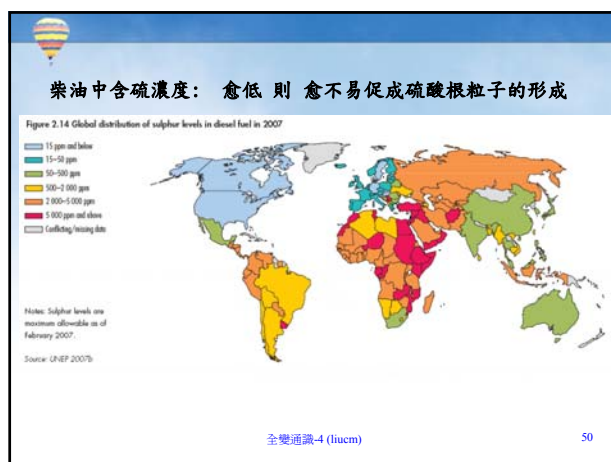 柴油中含硫濃度： 愈低 則 愈不易促成硫酸根粒子的形成
Figure 2.14 Global distribution of sulphur levels in diesel fuel in 2007
15 ppm and below
15–50 ppm
50–500 ppm
500–2 000 ppm
2 000–5 000 ppm
5 000 ppm and above
Conflicting/missing data
Notes: Sulphur levels are
maximum allowable as of
February 2007.
Source: UNEP 2007b
全變通識-4 (liucm)
50